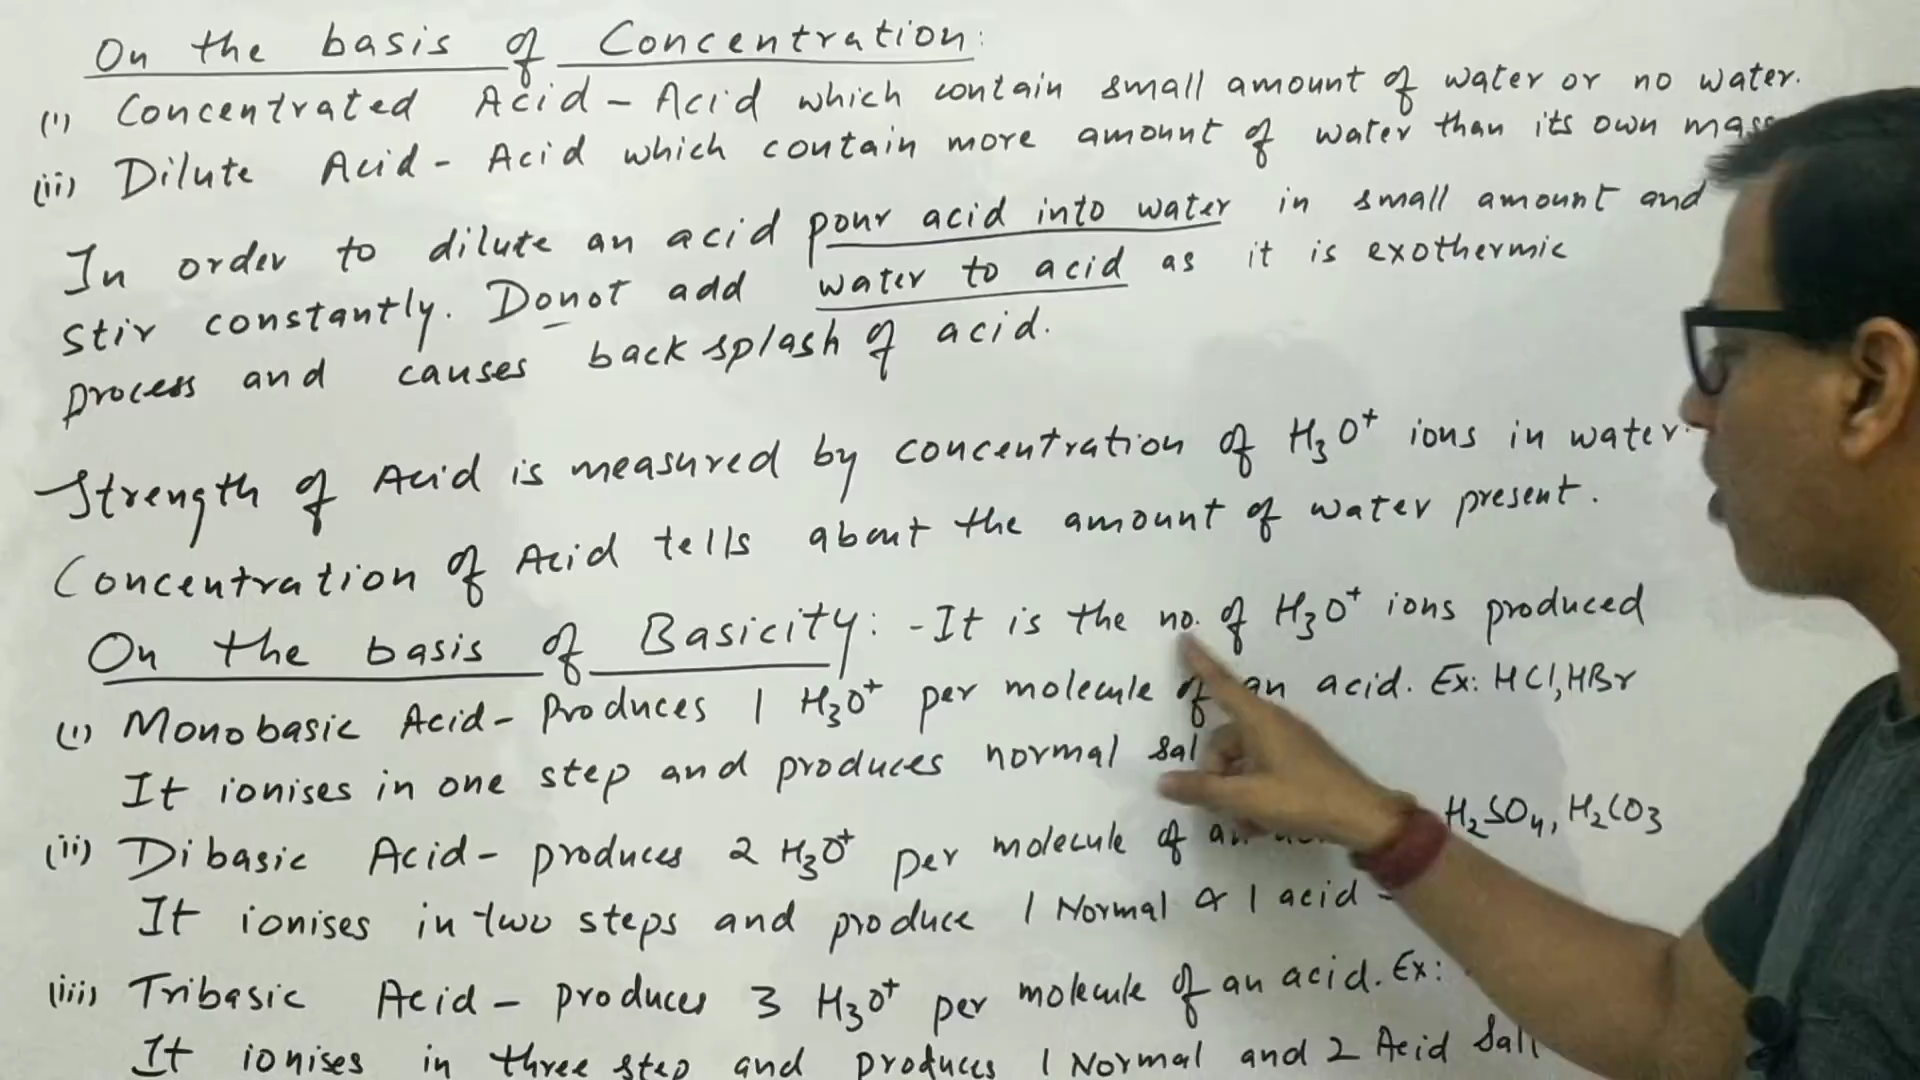 On the basis of Concentration:
(i) Concentrated Acid - Acid which contain small amount of water or no water.
(ii) Dilute Acid - Acid which contain more amount of water than its own mass
In order to dilute an acid pour acid into water in small amount and
stir constantly. Donot add water to acid as it is exothermic
process and causes back splash of acid.
Strength of Acid is measured by concentration of H₃O⁺ ions in water.
Concentration of Acid tells about the amount of water present.
On the basis of Basicity: - It is the no. of H₃O⁺ ions produced
per molecule of an acid. Ex: HCl, HBr
(i) Monobasic Acid - Produces 1 H₃O⁺
It ionises in one step and produces normal sal
(ii) Dibasic Acid - produces 2 H₃O⁺ per molecule of H₂SO₄, H₂CO₃
It ionises in two steps and produce 1 Normal & 1 acid -
(iii) Tribasic Acid - produces 3 H₃O⁺ per molecule of an acid. Ex:
It ionises in three step and produces 1 Normal and 2 Acid Salt